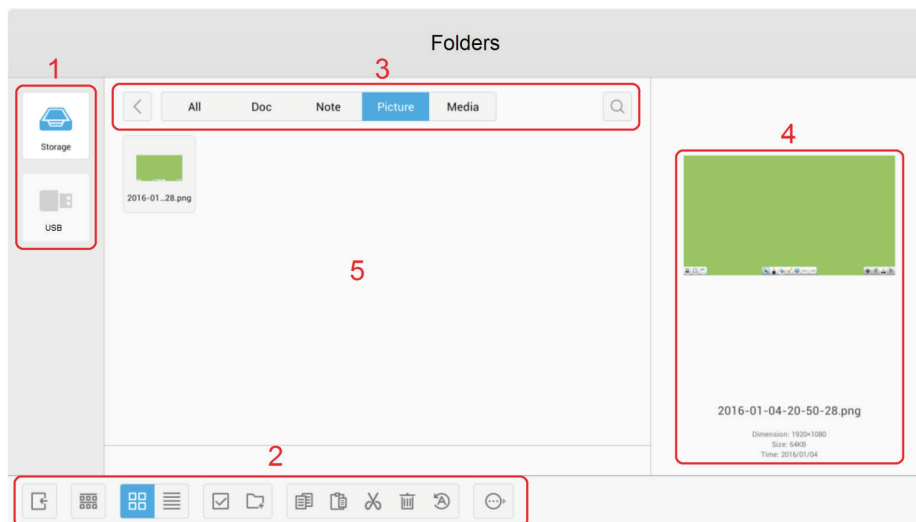 Folders
1
3
All Doc Note Picture Media
4
Storage
2016-01..28.png
USB
5
2016-01-04-20-50-28.png
Dimension: 1920×1080
Size: 64KB
Time: 2016/01/04
2